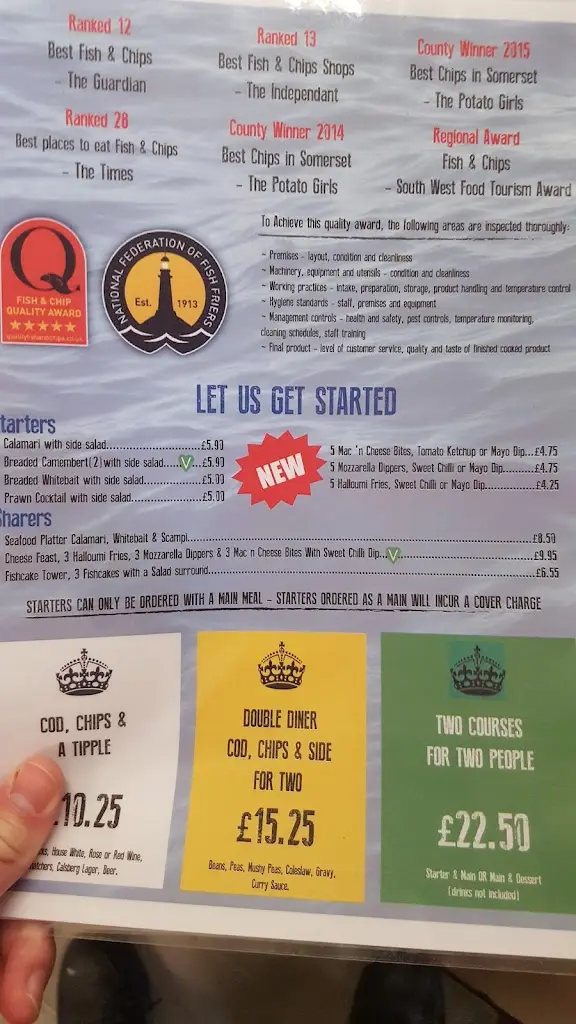 Ranked 12
Best Fish & Chips
- The Guardian
Ranked 13
Best Fish & Chips Shops
- The Independant
County Winner 2015
Best Chips in Somerset
- The Potato Girls
Ranked 28
Best places to eat Fish & Chips
- The Times
County Winner 2014
Best Chips in Somerset
- The Potato Girls
Regional Award
Fish & Chips
- South West Food Tourism Award
Q
FISH & CHIP
QUALITY AWARD
★★★★★
NATIONAL FEDERATION OF FISH FRIERS
Est. 1913
To Achieve this quality award, the following areas are inspected thoroughly:
~ Premises - layout, condition and cleanliness
~ Machinery, equipment and utensils - condition and cleanliness
~ Working practices - intake, preparation, storage, product handling and temperature control
~ Hygiene standards - staff, premises and equipment
~ Management controls - health and safety, pest controls, temperature monitoring,
cleaning schedules, staff training
~ Final product - level of customer service, quality and taste of finished cooked product
LET US GET STARTED
tarters
Calamari with side salad......................£5.90
Breaded Camembert(2) with side salad.....V..£5.90
Breaded Whitebait with side salad..............
Prawn Cocktail with side salad.................
NEW
5 Mac 'n Cheese Bites, Tomato Ketchup or Mayo Dip...£4.75
5 Mozzarella Dippers, Sweet Chilli or Mayo Dip......£4.75
5 Halloumi Fries, Sweet Chilli or Mayo Dip...........£4.25
Sharers
Seafood Platter Calamari, Whitebait & Scampi..............£8.50
Cheese Feast, 3 Halloumi Fries, 3 Mozzarella Dippers & 3 Mac n Cheese Bites With Sweet Chilli Dip...V..............£9.95
Fishcake Tower, 3 Fishcakes with a Salad surround..............£6.55
STARTERS CAN ONLY BE ORDERED WITH A MAIN MEAL - STARTERS ORDERED AS A MAIN WILL INCUR A COVER CHARGE
COD, CHIPS &
A TIPPLE
10.25
House White, Rose or Red Wine,
Calsberg Lager, Beer.
DOUBLE DINER
COD, CHIPS & SIDE
FOR TWO
£15.25
Beans, Peas, Mushy Peas, Coleslaw, Gravy,
Curry Sauce.
TWO COURSES
FOR TWO PEOPLE
£22.50
Starter & Main OR Main & Dessert
(drinks not included)